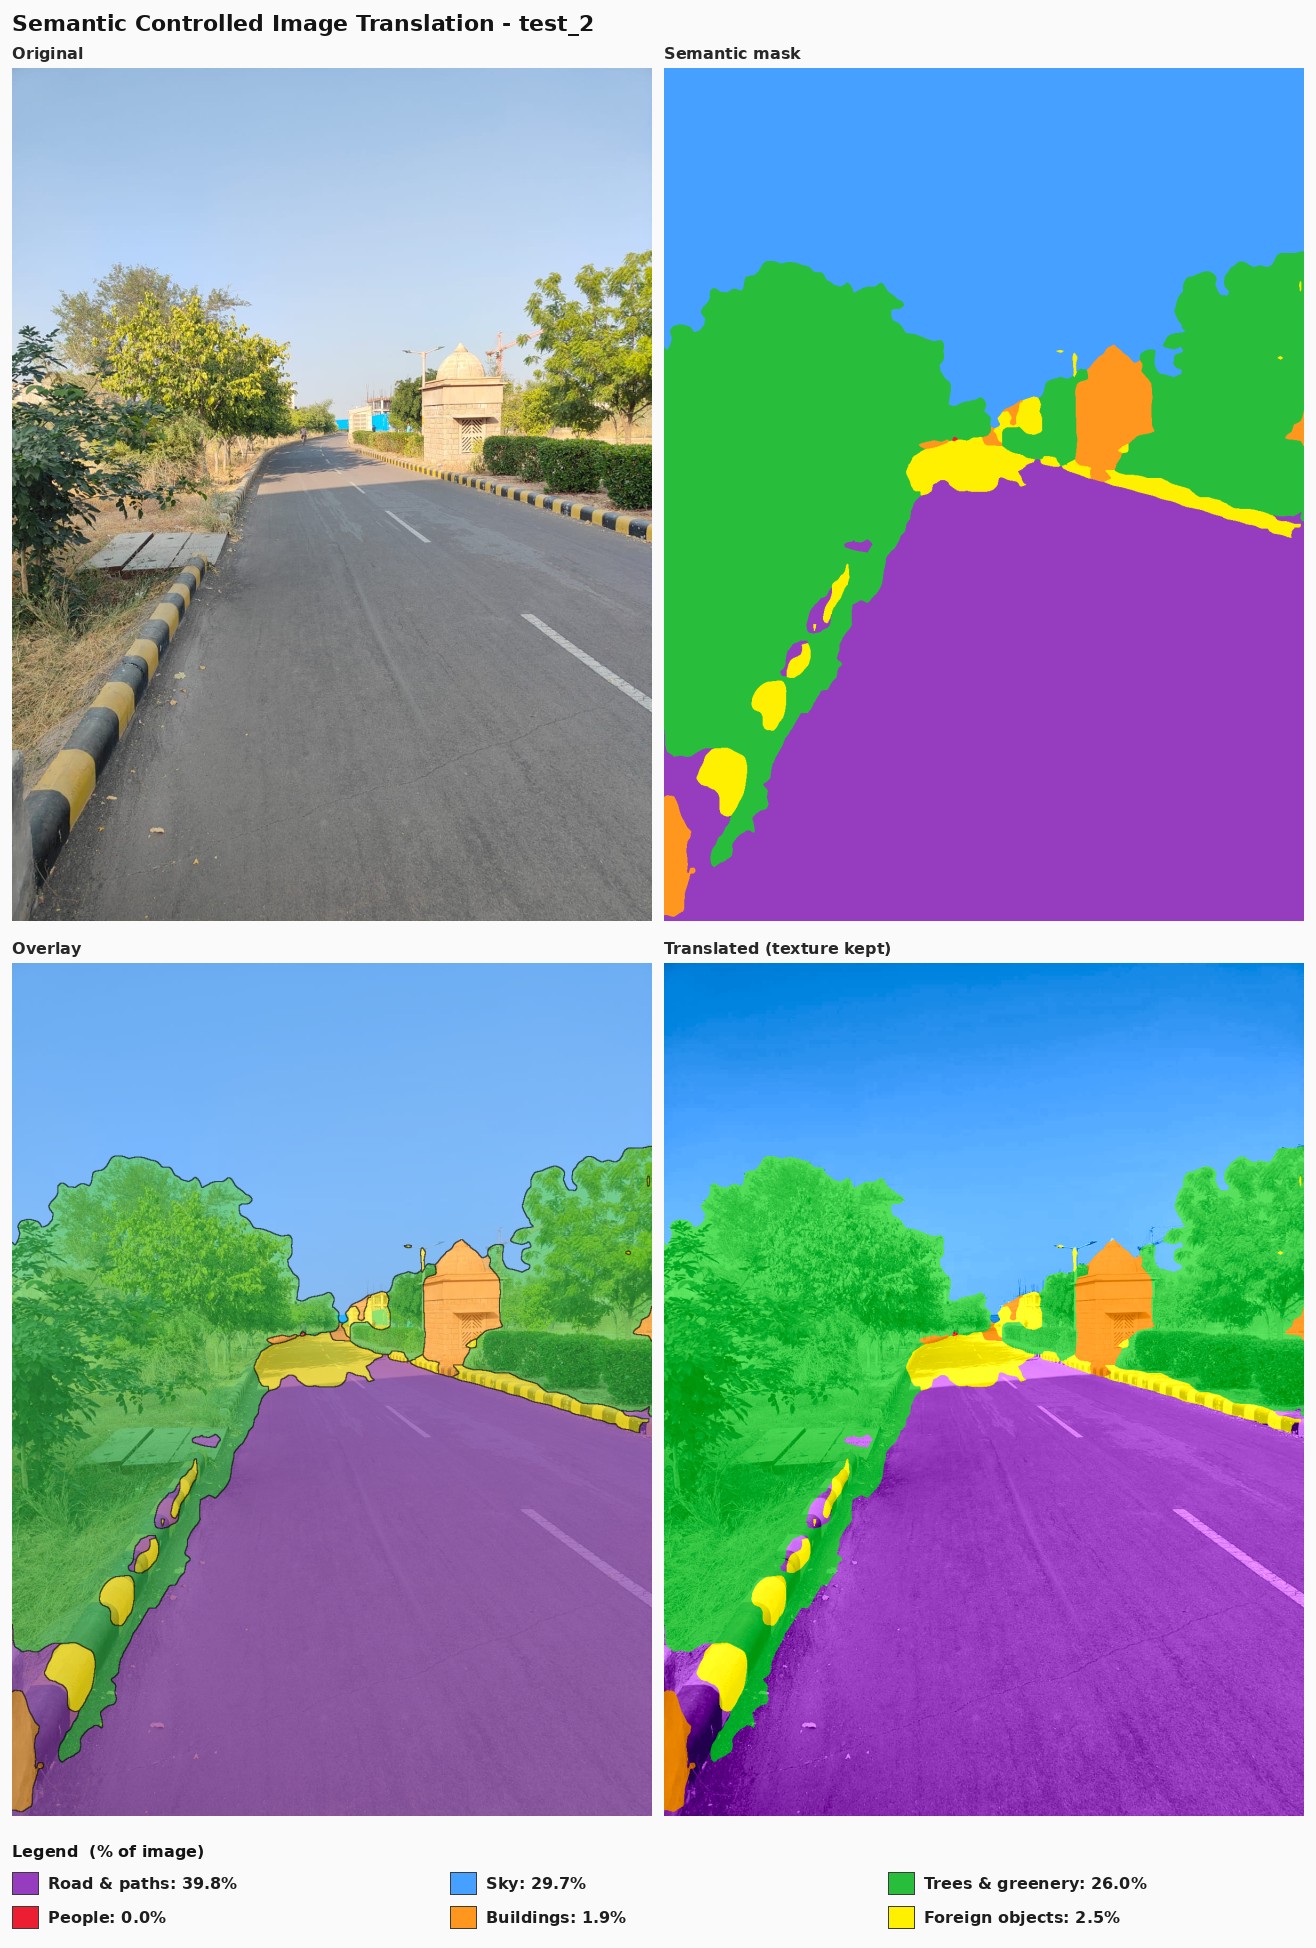 Semantic Controlled Image Translation - test_2
Original
Semantic mask
Overlay
Translated (texture kept)
Legend  (% of image)
Road & paths: 39.8%
Sky: 29.7%
Trees & greenery: 26.0%
People: 0.0%
Buildings: 1.9%
Foreign objects: 2.5%